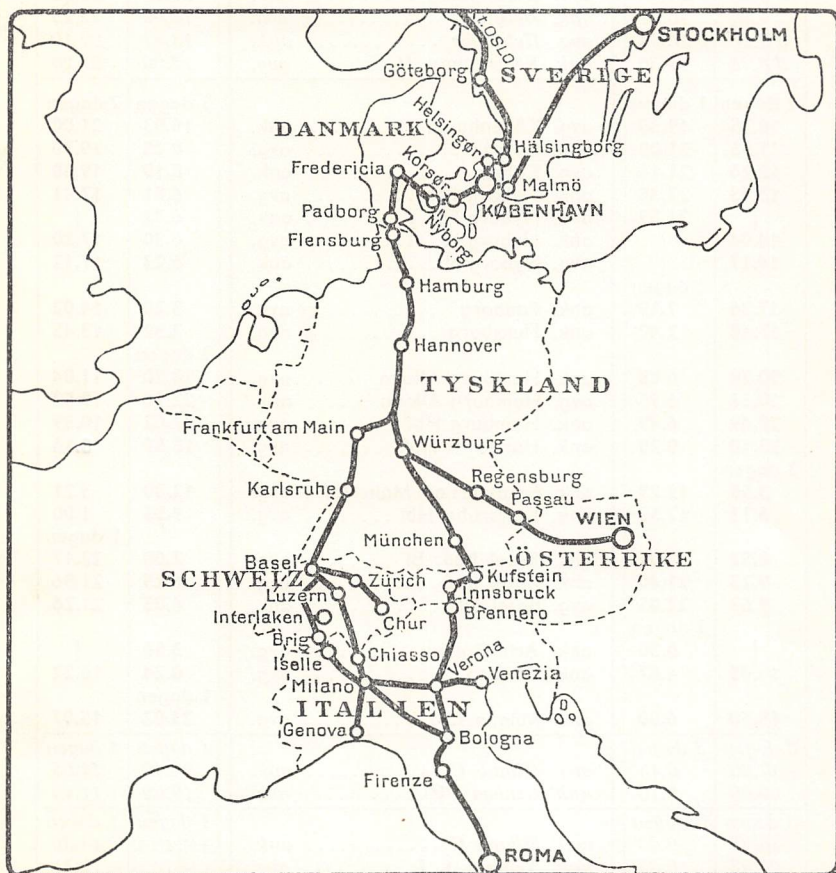 STOCKHOLM
t.OSLO
Göteborg
SVERIGE
DANMARK
Helsingør
Hälsingborg
Korsør
Fredericia
Malmö
Padborg
KØBENHAVN
Nyborg
Flensburg
Hamburg
Hannover
TYSKLAND
Frankfurt am Main
Würzburg
Regensburg
Karlsruhe
Passau
WIEN
München
ÖSTERRIKE
Basel
SCHWEIZ
Zürich
Kufstein
Luzern
Innsbruck
Interlaken
Chur
Brennero
Brig
Iselle
Chiasso
Verona
Venezia
Milano
ITALIEN
Genova
Bologna
Firenze
ROMA